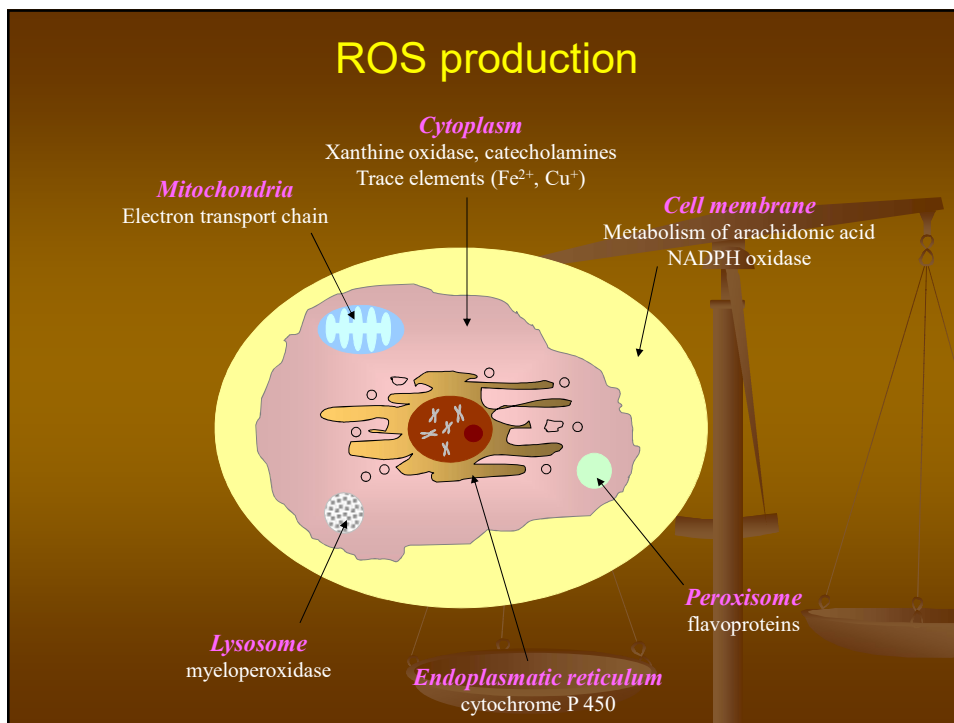 ROS production
Cytoplasm
Xanthine oxidase, catecholamines
Trace elements (Fe²⁺, Cu⁺)
Mitochondria
Electron transport chain
Cell membrane
Metabolism of arachidonic acid
NADPH oxidase
Peroxisome
flavoproteins
Lysosome
myeloperoxidase
Endoplasmatic reticulum
cytochrome P 450